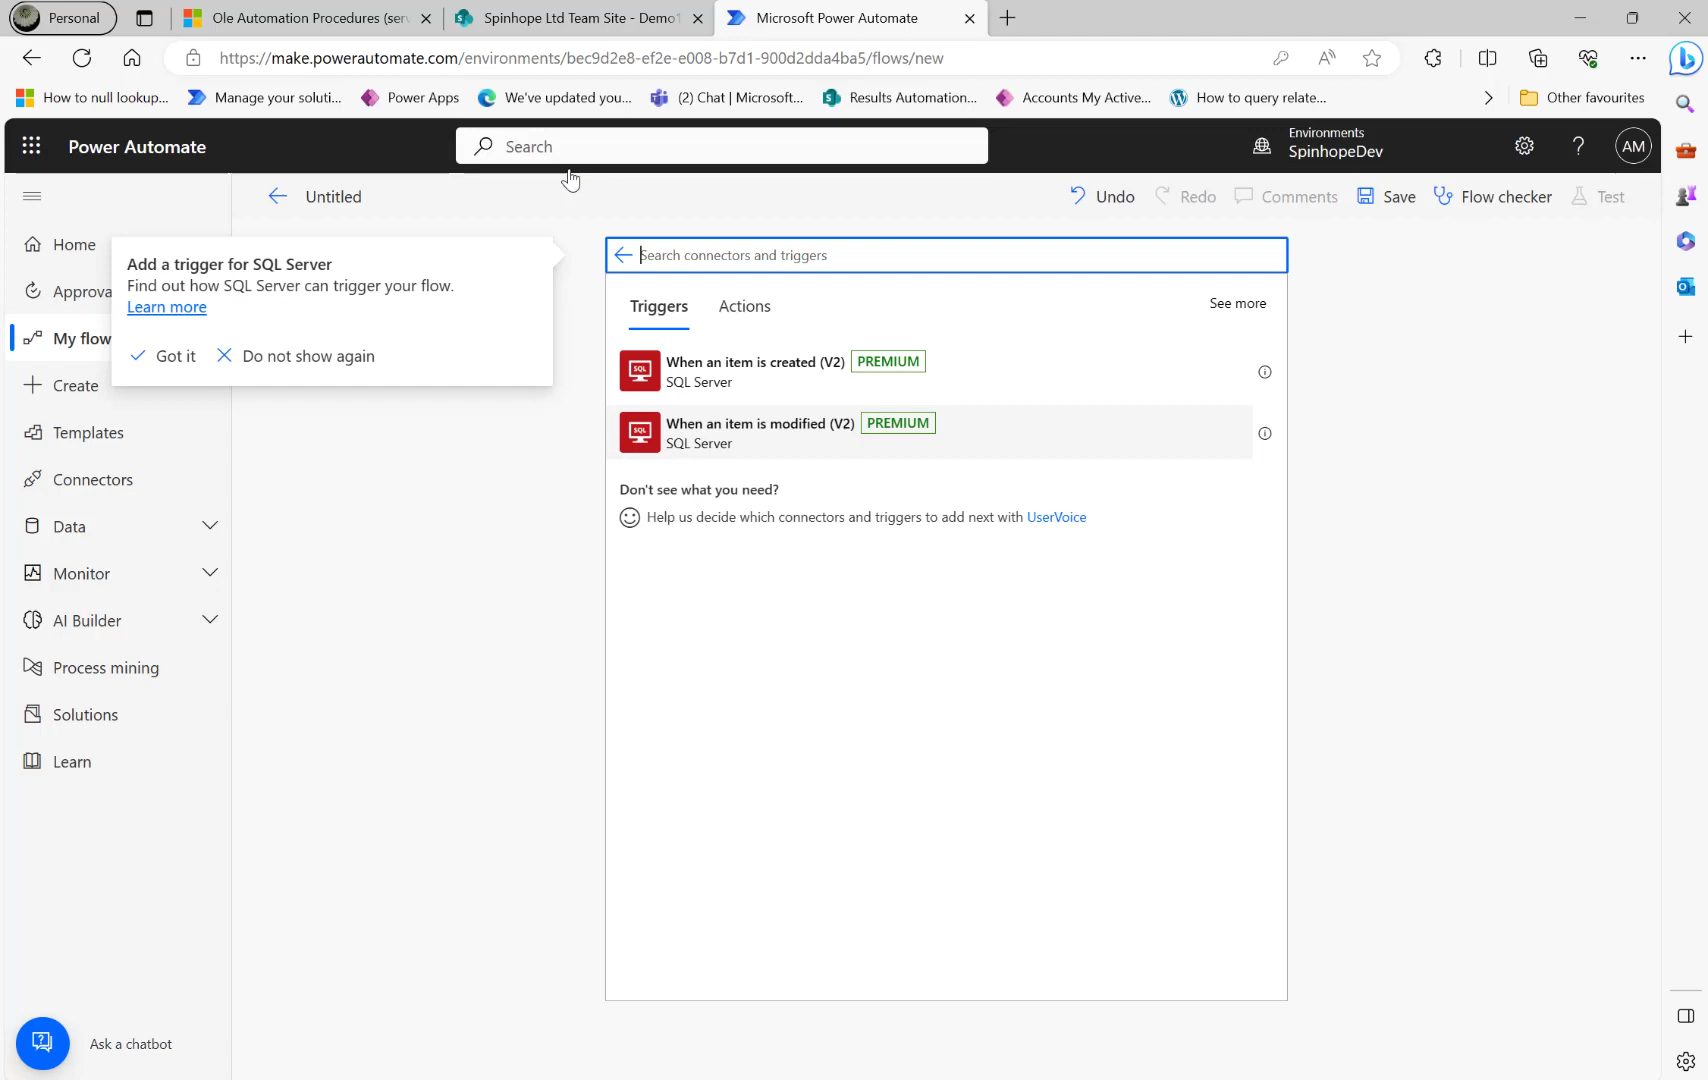 Personal
Ole Automation Procedures (serv
Spinhope Ltd Team Site - Demo1
Microsoft Power Automate
https://make.powerautomate.com/environments/bec9d2e8-ef2e-e008-b7d1-900d2dda4ba5/flows/new
How to null lookup...
Manage your soluti...
Power Apps
We've updated you...
(2) Chat | Microsoft...
Results Automation...
Accounts My Active...
How to query relate...
Other favourites
Power Automate
Search
Environments
SpinhopeDev
AM
Untitled
Undo
Redo
Comments
Save
Flow checker
Test
Home
Approva
My flow
Create
Templates
Connectors
Data
Monitor
AI Builder
Process mining
Solutions
Learn
Ask a chatbot
Add a trigger for SQL Server
Find out how SQL Server can trigger your flow.
Learn more
Got it
Do not show again
Search connectors and triggers
Triggers
Actions
See more
SQL
When an item is created (V2) PREMIUM
SQL Server
SQL
When an item is modified (V2) PREMIUM
SQL Server
Don't see what you need?
Help us decide which connectors and triggers to add next with UserVoice